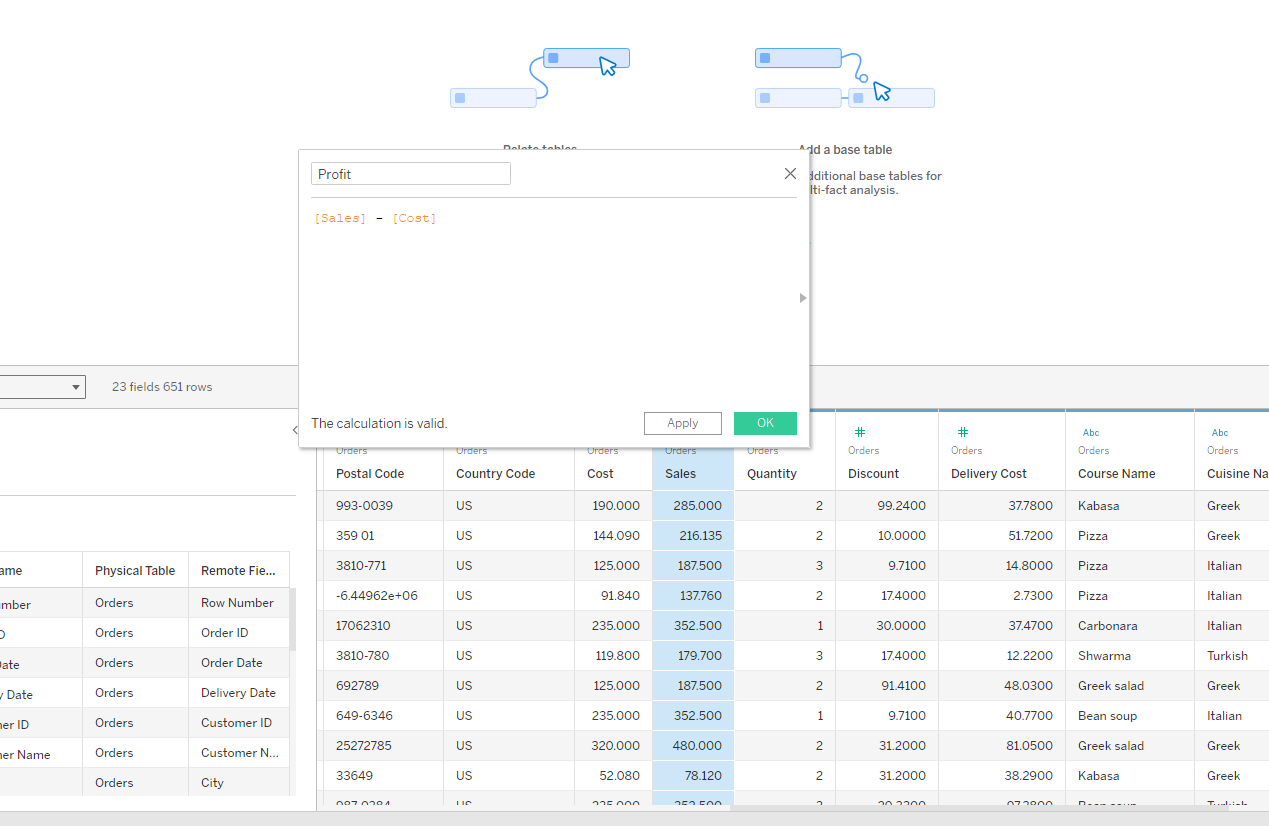 Add a base table
dditional base tables for
lti-fact analysis.
Profit
[Sales] - [Cost]
The calculation is valid.
Apply
OK
23 fields 651 rows
ame Physical Table Remote Fie...
mber Orders Row Number
D Orders Order ID
Date Orders Order Date
y Date Orders Delivery Date
er ID Orders Customer ID
er Name Orders Customer N...
Orders City
# # Abc Abc
Orders Orders Orders Orders Orders Orders Orders Orders Orders
Postal Code Country Code Cost Sales Quantity Discount Delivery Cost Course Name Cuisine Na
993-0039 US 190.000 285.000 2 99.2400 37.7800 Kabasa Greek
359 01 US 144.090 216.135 2 10.0000 51.7200 Pizza Greek
3810-771 US 125.000 187.500 3 9.7100 14.8000 Pizza Italian
-6.44962e+06 US 91.840 137.760 2 17.4000 2.7300 Pizza Italian
17062310 US 235.000 352.500 1 30.0000 37.4700 Carbonara Italian
3810-780 US 119.800 179.700 3 17.4000 12.2200 Shwarma Turkish
692789 US 125.000 187.500 2 91.4100 48.0300 Greek salad Greek
649-6346 US 235.000 352.500 1 9.7100 40.7700 Bean soup Italian
25272785 US 320.000 480.000 2 31.2000 81.0500 Greek salad Greek
33649 US 52.080 78.120 2 31.2000 38.2900 Kabasa Greek